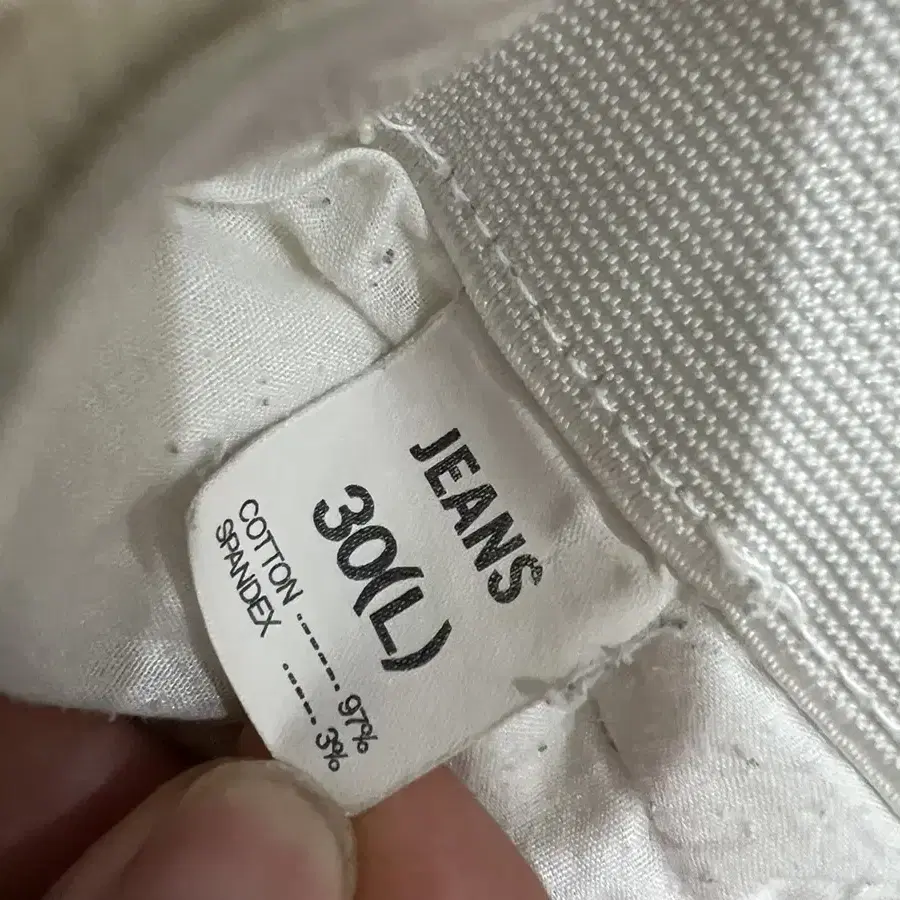 JEANS
30(L)
COTTON ------ 97%
SPANDEX ----- 3%